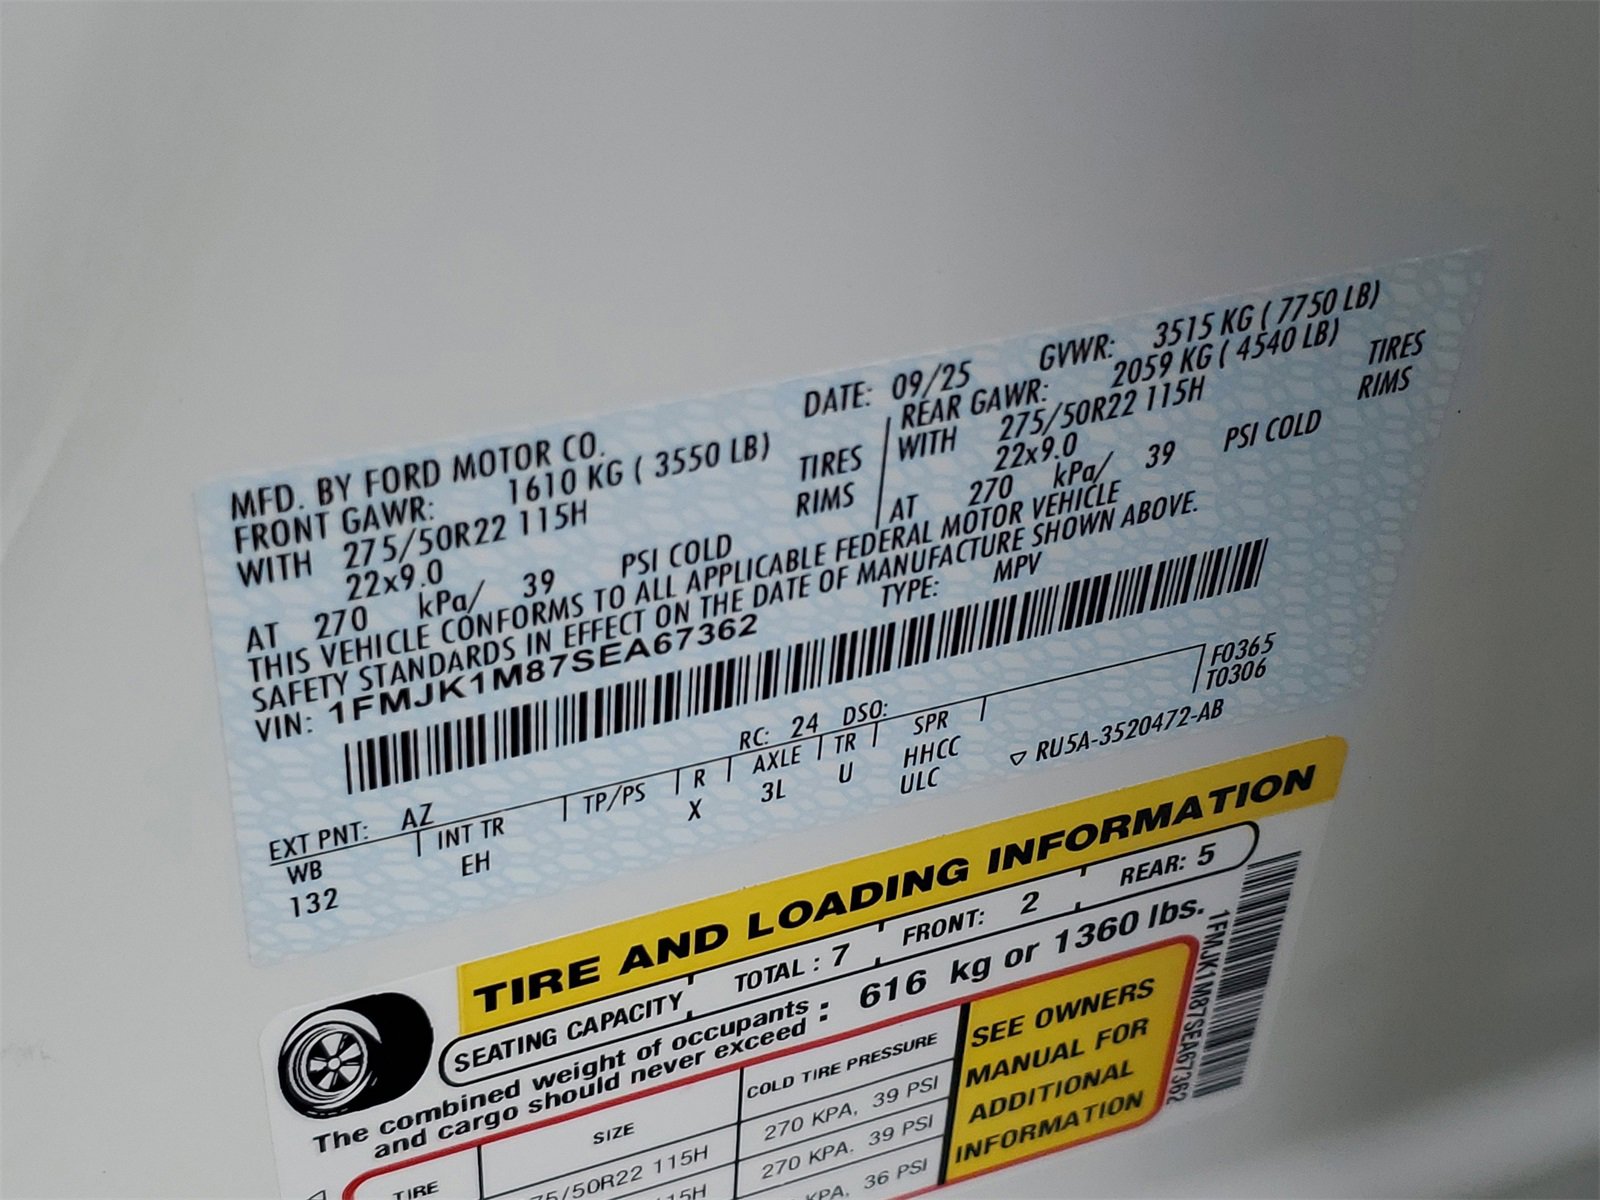 MFD. BY FORD MOTOR CO.
DATE: 09/25 GVWR: 3515 KG ( 7750 LB)
FRONT GAWR: 1610 KG ( 3550 LB)
REAR GAWR: 2059 KG ( 4540 LB)
WITH 275/50R22 115H TIRES
WITH 275/50R22 115H TIRES
22x9.0 RIMS
22x9.0 RIMS
AT 270 kPa/ 39 PSI COLD
AT 270 kPa/ 39 PSI COLD
THIS VEHICLE CONFORMS TO ALL APPLICABLE FEDERAL MOTOR VEHICLE
SAFETY STANDARDS IN EFFECT ON THE DATE OF MANUFACTURE SHOWN ABOVE.
VIN: 1FMJK1M87SEA67362 TYPE: MPV
F0365
T0306
EXT PNT: AZ RC: 24 DSO:
WB INT TR TP/PS R AXLE TR SPR
132 EH X 3L U HHCC
ULC
▽ RU5A-3520472-AB
TIRE AND LOADING INFORMATION
SEATING CAPACITY TOTAL : 7 FRONT: 2 REAR: 5
The combined weight of occupants
and cargo should never exceed : 616 kg or 1360 lbs.
TIRE SIZE COLD TIRE PRESSURE
75/50R22 115H 270 KPA, 39 PSI
15H 270 KPA, 39 PSI
KPA, 36 PSI
SEE OWNERS
MANUAL FOR
ADDITIONAL
INFORMATION
1FMJK1M87SEA67362